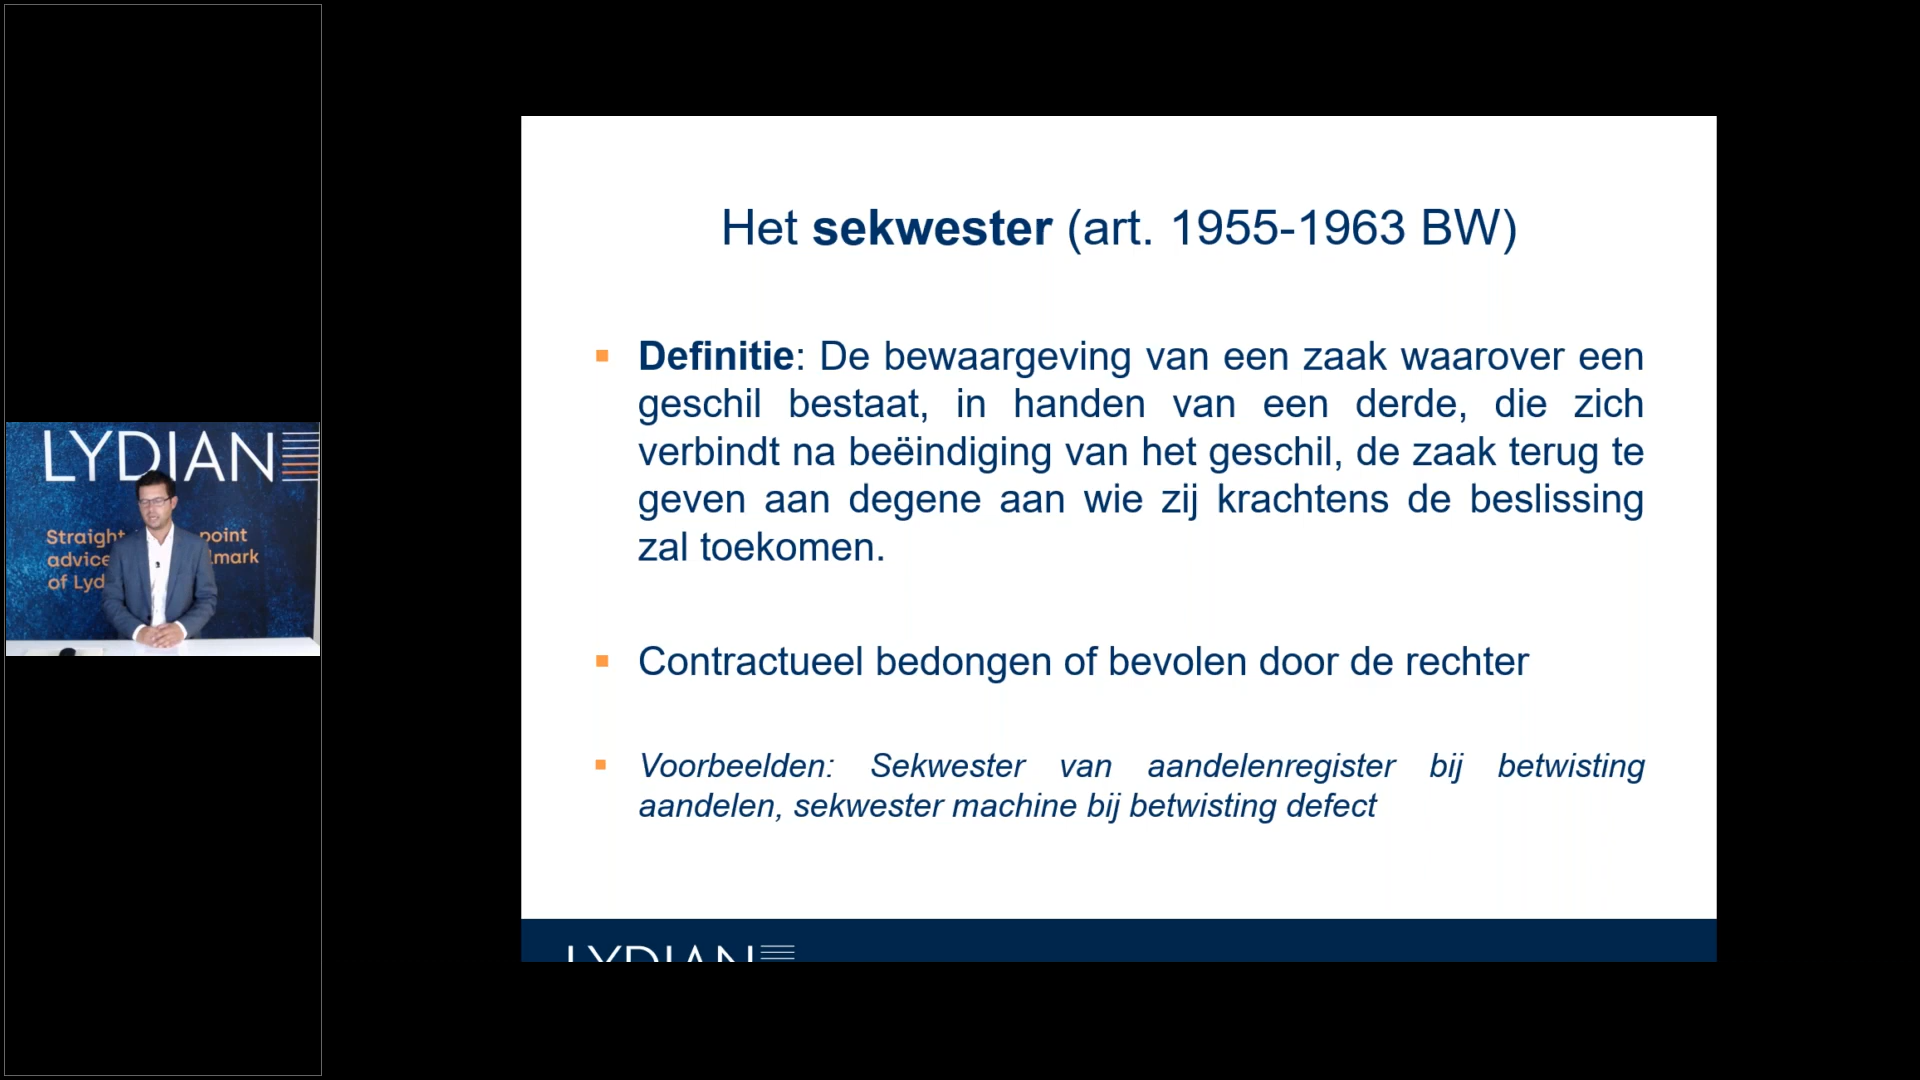 LYDIAN
Straight point
advice lmark
of Lyd
Het sekwester (art. 1955-1963 BW)
Definitie: De bewaargeving van een zaak waarover een
geschil bestaat, in handen van een derde, die zich
verbindt na beëindiging van het geschil, de zaak terug te
geven aan degene aan wie zij krachtens de beslissing
zal toekomen.
Contractueel bedongen of bevolen door de rechter
Voorbeelden: Sekwester van aandelenregister bij betwisting
aandelen, sekwester machine bij betwisting defect
LYDIAN